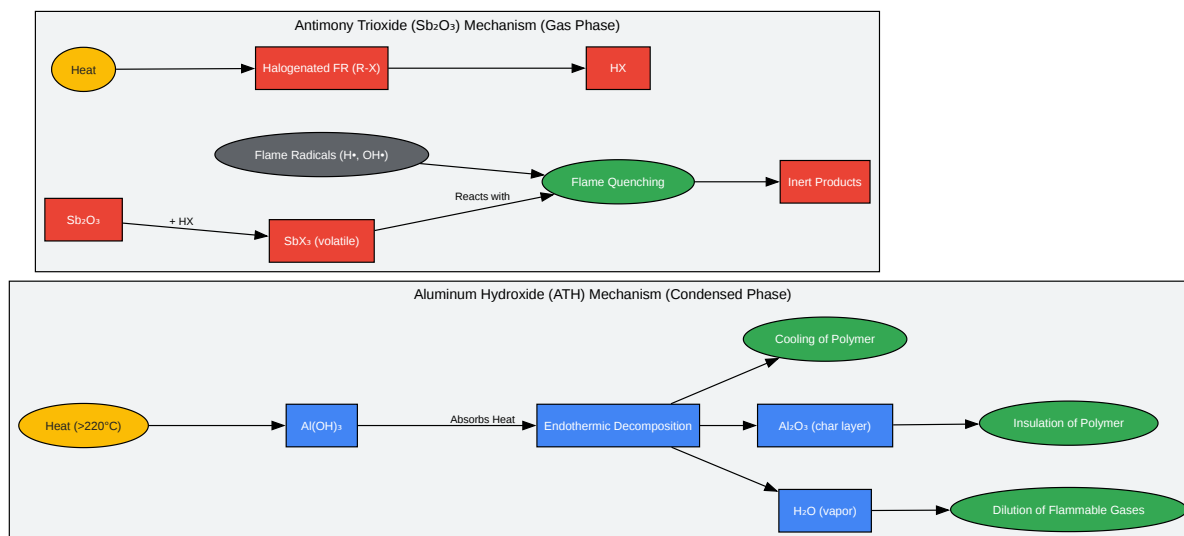 Antimony Trioxide (Sb₂O₃) Mechanism (Gas Phase)
Heat
Halogenated FR (R-X)
HX
Flame Radicals (H•, OH•)
Flame Quenching
Inert Products
Reacts with
Sb₂O₃
+ HX
SbX₃ (volatile)
Aluminum Hydroxide (ATH) Mechanism (Condensed Phase)
Cooling of Polymer
Heat (>220°C)
Al(OH)₃
Absorbs Heat
Endothermic Decomposition
Al₂O₃ (char layer)
Insulation of Polymer
H₂O (vapor)
Dilution of Flammable Gases